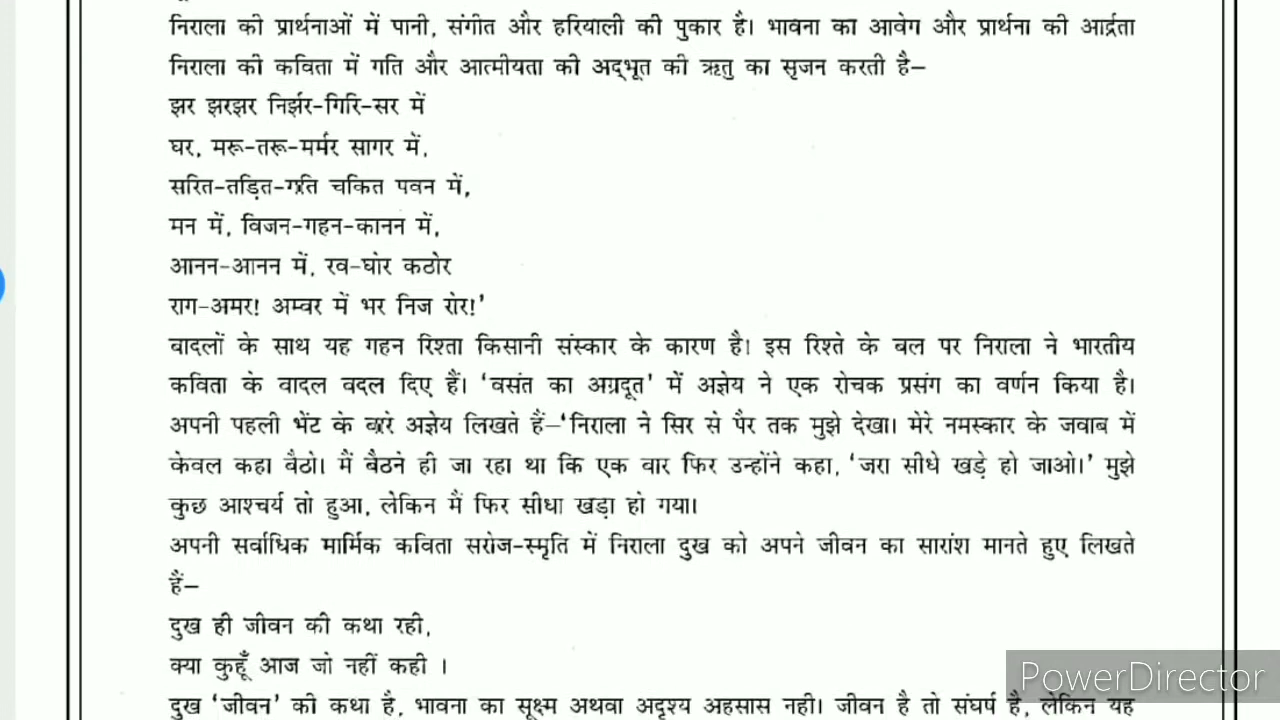 निराला की प्रार्थनाओं में पानी, संगीत और हरियाली की पुकार है। भावना का आवेग और प्रार्थना की आर्द्रता
निराला की कविता में गति और आत्मीयता की अद्भूत की ऋतु का सृजन करती है–
झर झरझर निर्झर-गिरि-सर में
घर, मरू-तरू-मर्मर सागर में,
सरित-तड़ित-गति चकित पवन में,
मन में, विजन-गहन-कानन में,
आनन-आनन में, रव-घोर कठोर
राग-अमर! अम्वर में भर निज रोर!'
वादलों के साथ यह गहन रिश्ता किसानी संस्कार के कारण है। इस रिश्ते के वल पर निराला ने भारतीय
कविता के वादल वदल दिए हैं। 'वसंत का अग्रदूत' में अज्ञेय ने एक रोचक प्रसंग का वर्णन किया है।
अपनी पहली भेंट के बारे अज्ञेय लिखते हैं–'निराला ने सिर से पैर तक मुझे देखा। मेरे नमस्कार के जवाब में
केवल कहा वैठो। मैं बैठने ही जा रहा था कि एक वार फिर उन्होंने कहा, 'जरा सीधे खड़े हो जाओ।' मुझे
कुछ आश्चर्य तो हुआ, लेकिन मैं फिर सीधा खड़ा हो गया।
अपनी सर्वाधिक मार्मिक कविता सरोज-स्मृति में निराला दुख को अपने जीवन का सारांश मानते हुए लिखते
हैं–
दुख ही जीवन की कथा रही,
क्या कुहूँ आज जो नहीं कही ।
दुख 'जीवन' की कथा है, भावना का सूक्ष्म अथवा अदृश्य अहसास नही। जीवन है तो संघर्ष है, लेकिन यह
PowerDirector